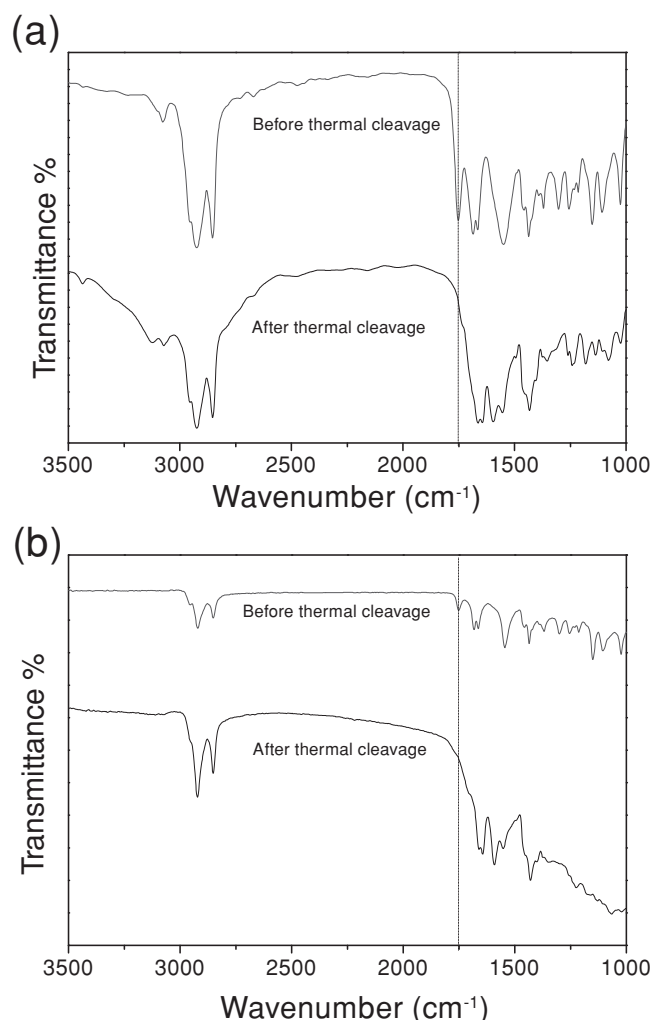 (a)
Transmittance %
Before thermal cleavage
After thermal cleavage
3500 3000 2500 2000 1500 1000
Wavenumber (cm⁻¹)
(b)
Transmittance %
Before thermal cleavage
After thermal cleavage
3500 3000 2500 2000 1500 1000
Wavenumber (cm⁻¹)